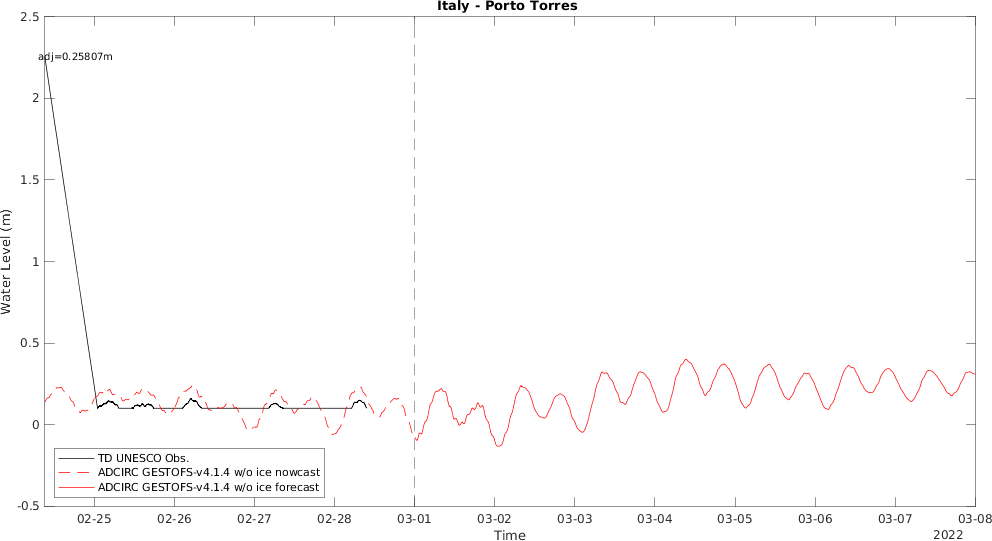 Italy - Porto Torres
2.5
adj=0.25807m
2
1.5
1
0.5
0
-0.5
Water Level (m)
TD UNESCO Obs.
ADCIRC GESTOFS-v4.1.4 w/o ice nowcast
ADCIRC GESTOFS-v4.1.4 w/o ice forecast
02-25 02-26 02-27 02-28 03-01 03-02 03-03 03-04 03-05 03-06 03-07 03-08
Time
2022